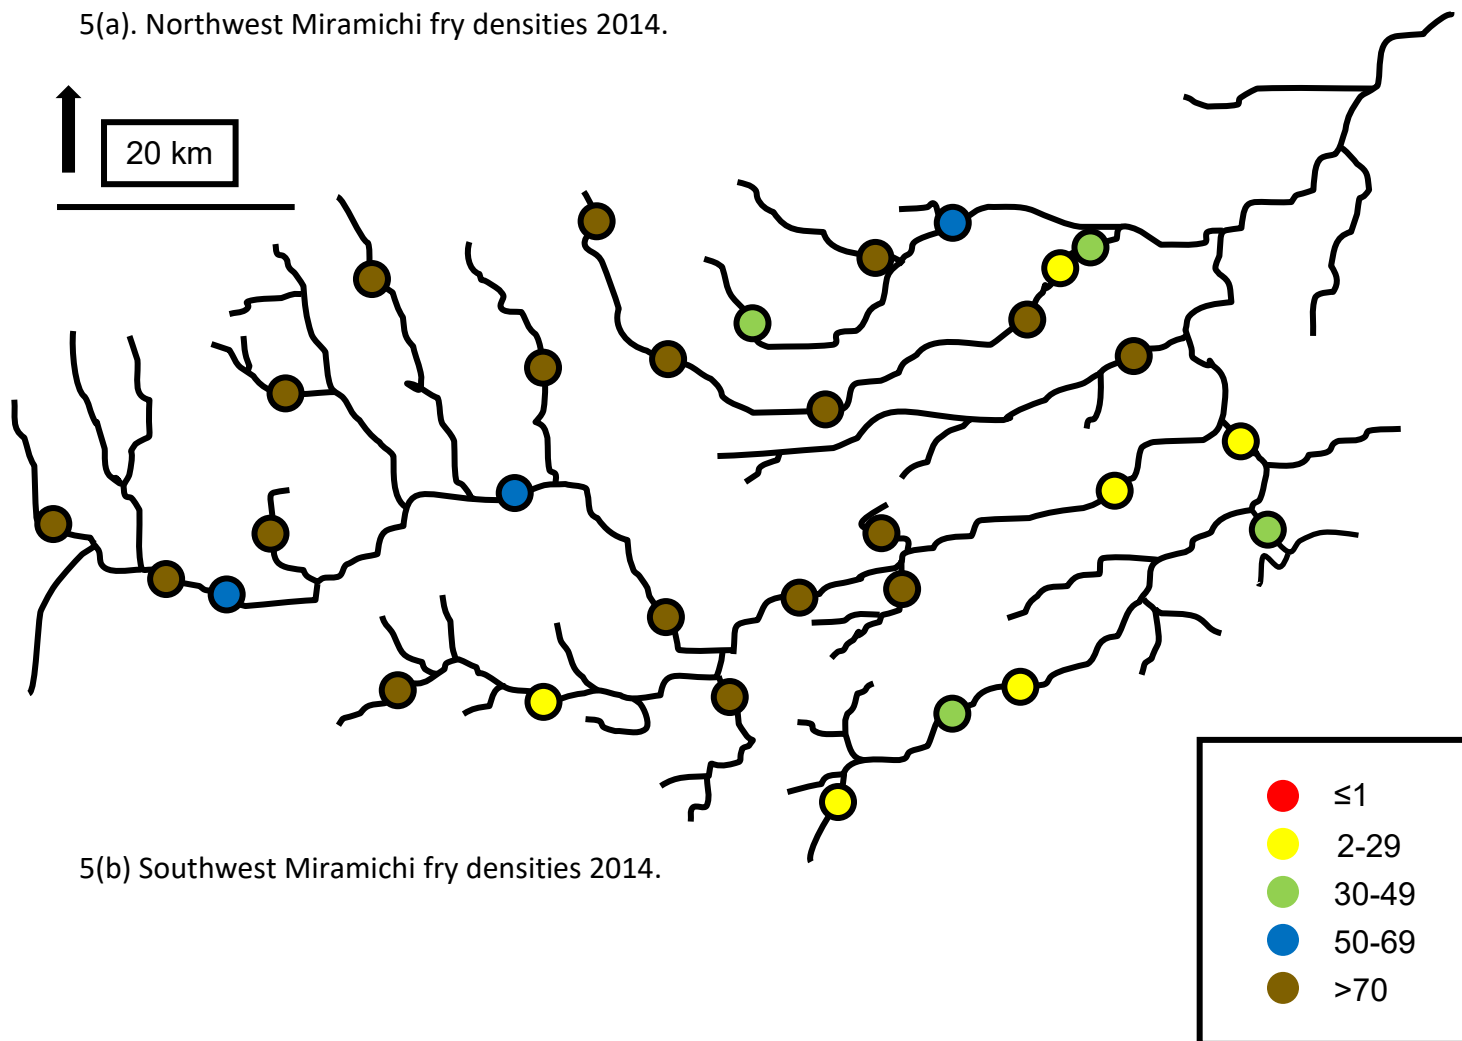 5(a). Northwest Miramichi fry densities 2014.
20 km
5(b) Southwest Miramichi fry densities 2014.
≤1
2-29
30-49
50-69
>70